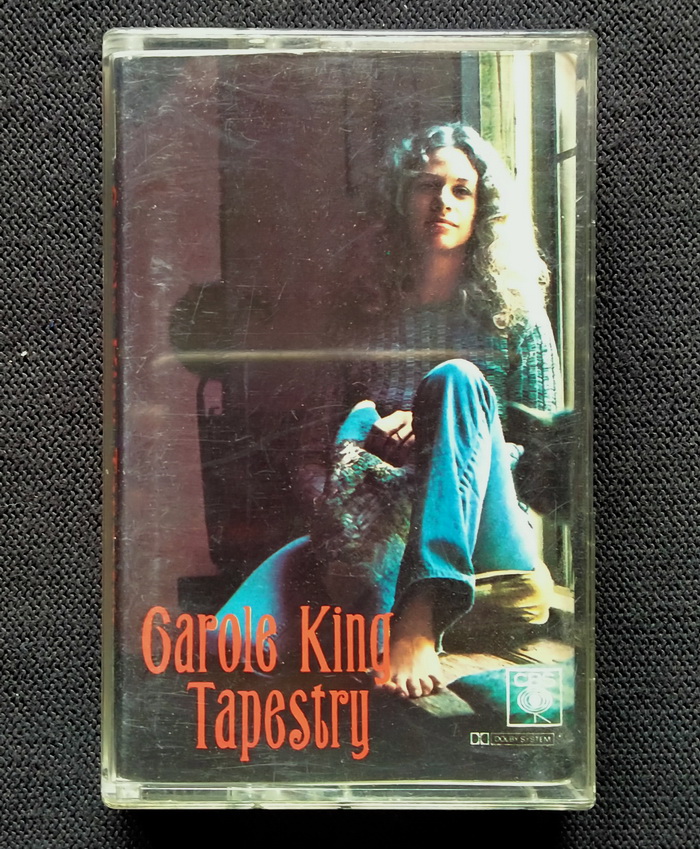 Carole King
Tapestry
CBS
DOLBY SYSTEM